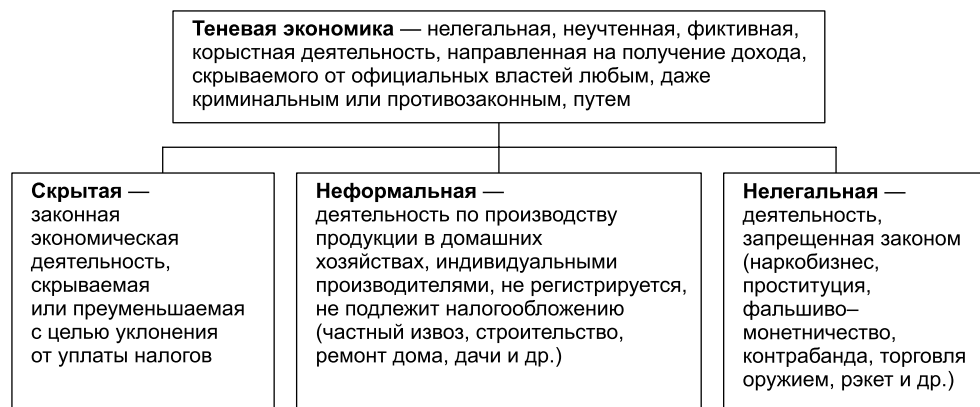 Теневая экономика — нелегальная, неучтенная, фиктивная,
корыстная деятельность, направленная на получение дохода,
скрываемого от официальных властей любым, даже
криминальным или противозаконным, путем
Скрытая —
законная
экономическая
деятельность,
скрываемая
или преуменьшаемая
с целью уклонения
от уплаты налогов
Неформальная —
деятельность по производству
продукции в домашних
хозяйствах, индивидуальными
производителями, не регистрируется,
не подлежит налогообложению
(частный извоз, строительство,
ремонт дома, дачи и др.)
Нелегальная —
деятельность,
запрещенная законом
(наркобизнес,
проституция,
фальшиво–
монетничество,
контрабанда, торговля
оружием, рэкет и др.)